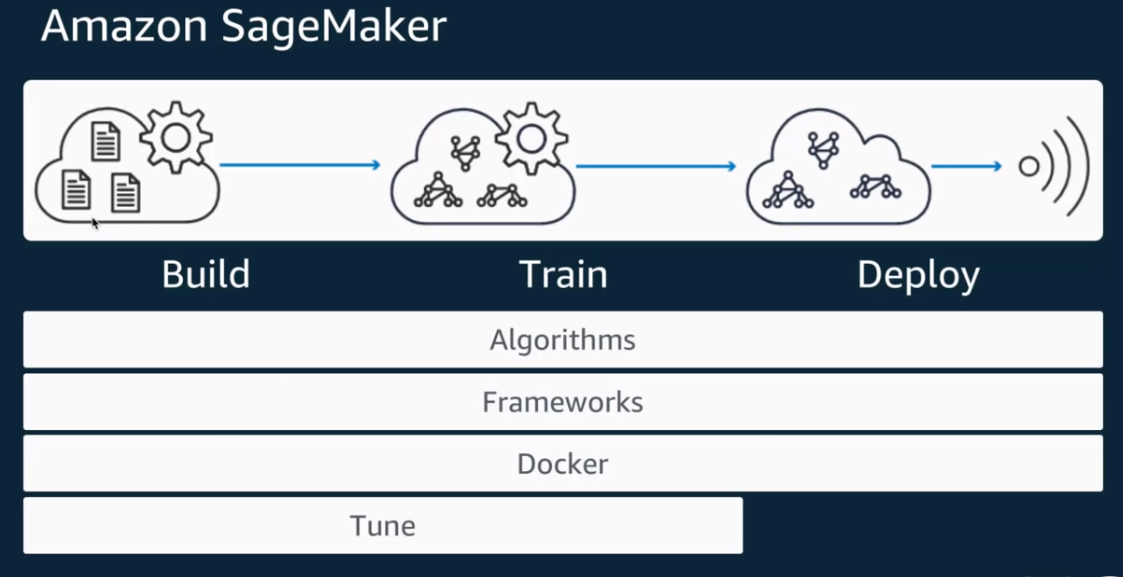 Amazon SageMaker
Build
Train
Deploy
Algorithms
Frameworks
Docker
Tune